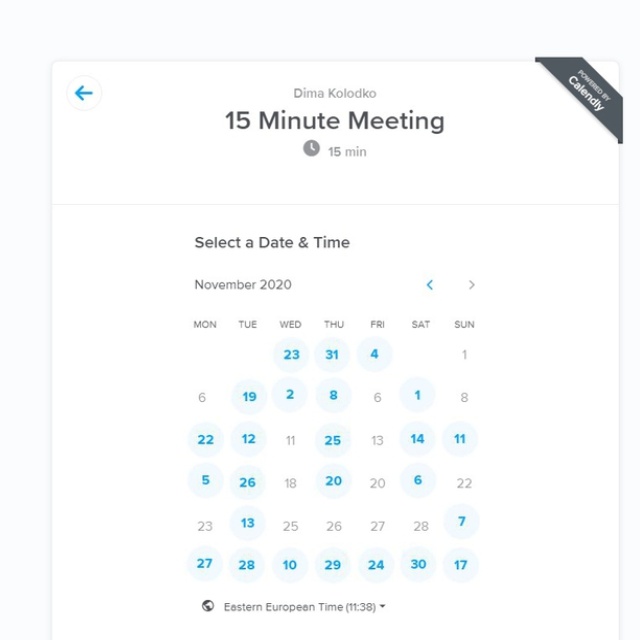 POWERED BY
Calendly
Dima Kolodko
15 Minute Meeting
15 min
Select a Date & Time
November 2020
MON TUE WED THU FRI SAT SUN
23 31 4 1
6 19 2 8 6 1 8
22 12 11 25 13 14 11
5 26 18 20 20 6 22
23 13 25 26 27 28 7
27 28 10 29 24 30 17
Eastern European Time (11:38)